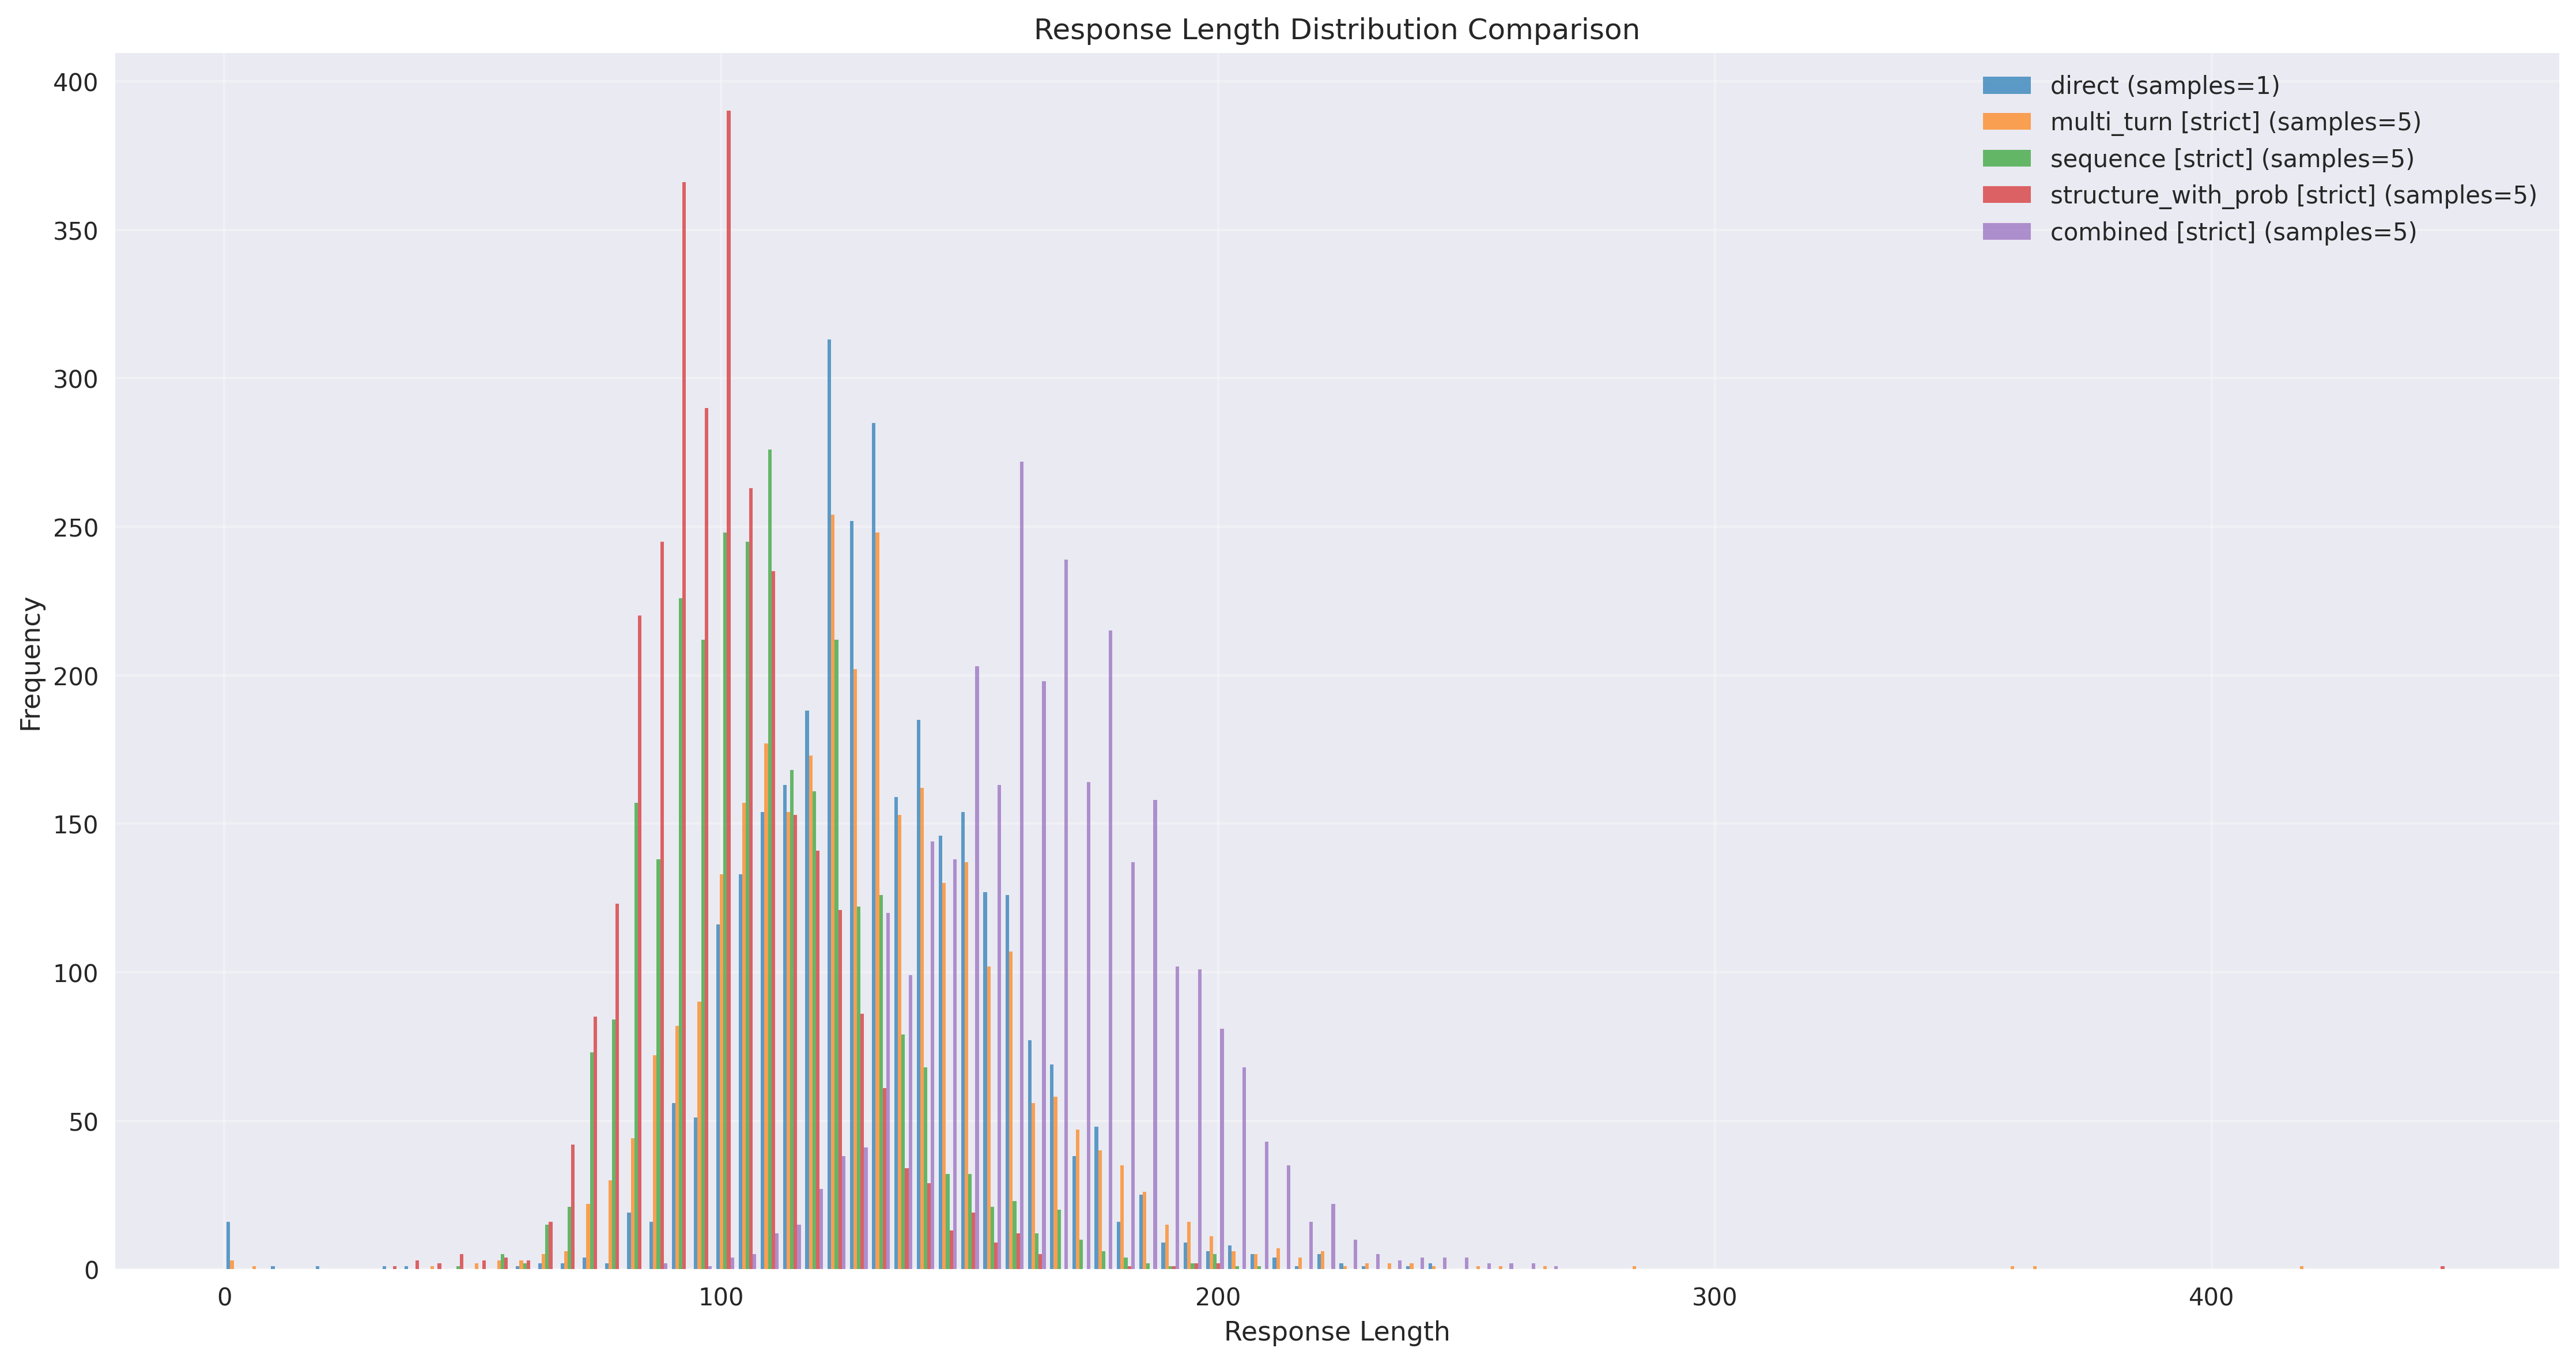 Response Length Distribution Comparison
direct (samples=1)
multi_turn [strict] (samples=5)
sequence [strict] (samples=5)
structure_with_prob [strict] (samples=5)
combined [strict] (samples=5)
Frequency
400
350
300
250
200
150
100
50
0
0 100 200 300 400
Response Length